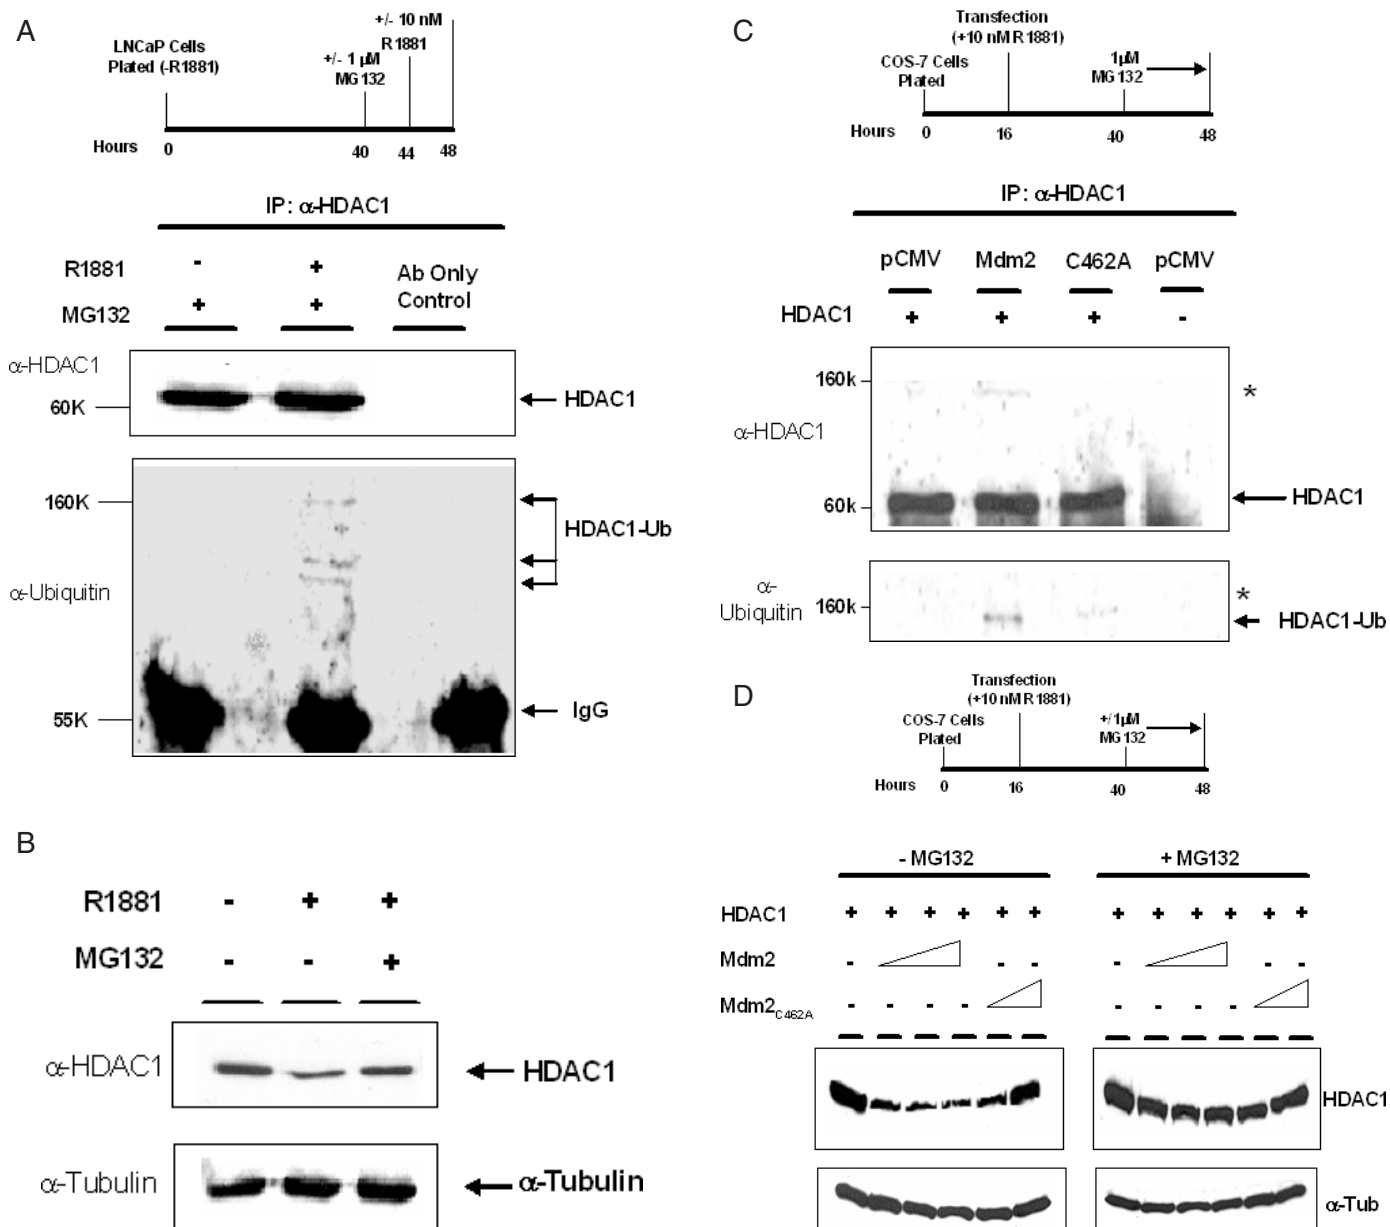 A
+/- 10 nM
R1881
LNCaP Cells
Plated (-R1881)
+/- 1 µM
MG132
Hours 0 40 44 48
IP: α-HDAC1
R1881 - +
MG132 + +
Ab Only
Control
α-HDAC1
60K
HDAC1
160K
HDAC1-Ub
α-Ubiquitin
55K
IgG
B
R1881 - + +
MG132 - - +
α-HDAC1
HDAC1
α-Tubulin
α-Tubulin
C
Transfection
(+10 nM R1881)
COS-7 Cells
Plated
1µM
MG132
Hours 0 16 40 48
IP: α-HDAC1
pCMV Mdm2 C462A pCMV
HDAC1 + + + -
160k
*
α-HDAC1
60k
HDAC1
α-
Ubiquitin
160k
*
HDAC1-Ub
D
Transfection
(+10 nM R1881)
COS-7 Cells
Plated
+/1µM
MG132
Hours 0 16 40 48
- MG132 + MG132
HDAC1 + + + + + + + + + + + +
Mdm2 - - - - - -
Mdm2C462A - - - - - - - -
HDAC1
α-Tub